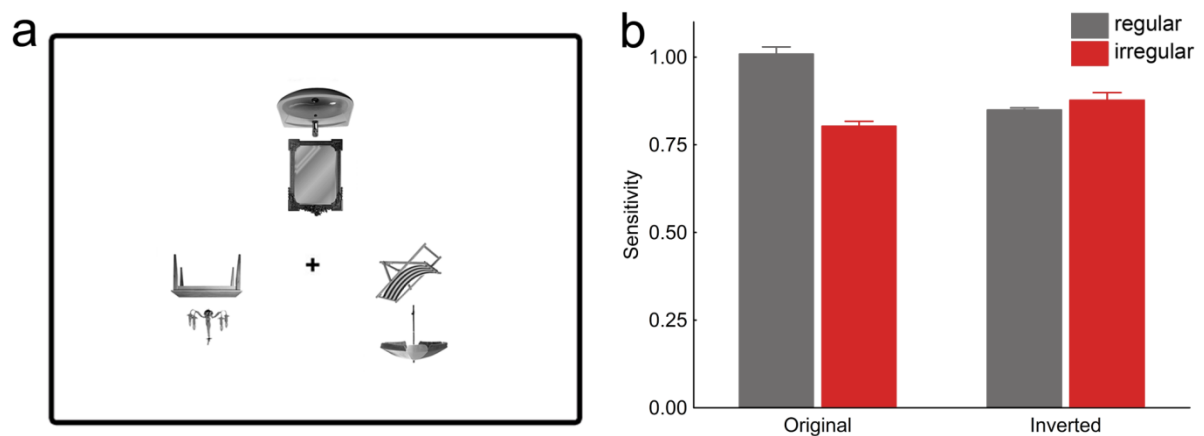 a
b
regular
irregular
1.00
0.75
0.50
0.25
0.00
Sensitivity
Original Inverted